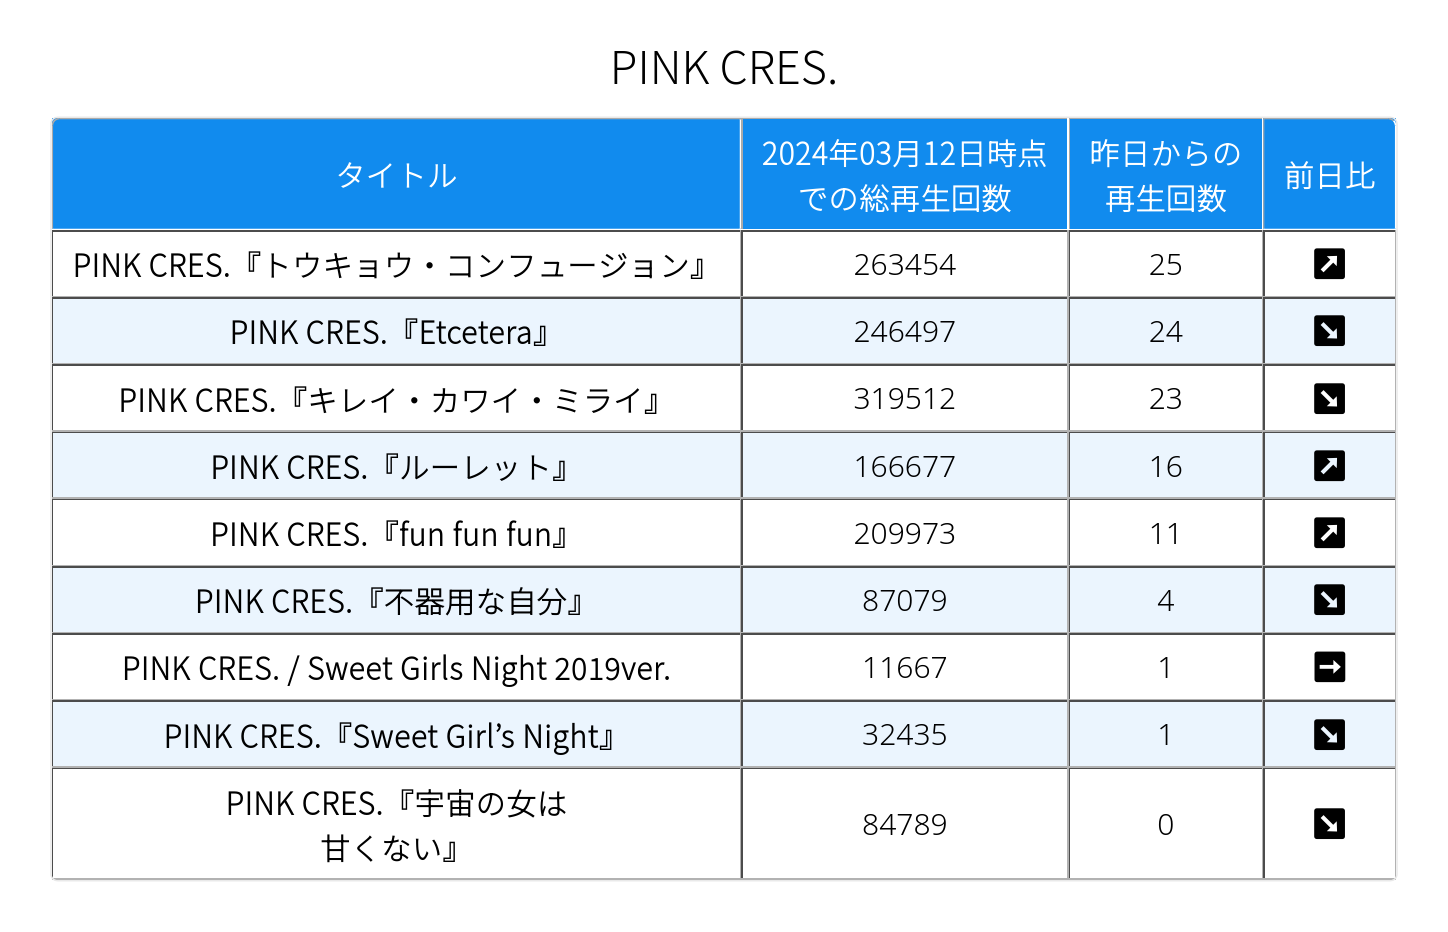 PINK CRES.
タイトル
2024年03月12日時点
での総再生回数
昨日からの
再生回数
前日比
PINK CRES.『トウキョウ・コンフュージョン』 263454 25 ↗
PINK CRES.『Etcetera』 246497 24 ↘
PINK CRES.『キレイ・カワイ・ミライ』 319512 23 ↘
PINK CRES.『ルーレット』 166677 16 ↗
PINK CRES.『fun fun fun』 209973 11 ↗
PINK CRES.『不器用な自分』 87079 4 ↘
PINK CRES. / Sweet Girls Night 2019ver. 11667 1 →
PINK CRES.『Sweet Girl’s Night』 32435 1 ↘
PINK CRES.『宇宙の女は
甘くない』 84789 0 ↘